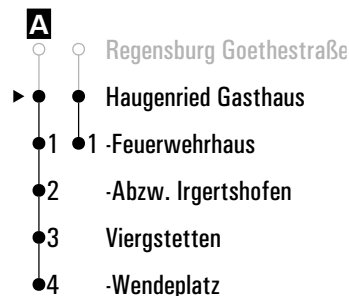 A
Regensburg Goethestraße
Haugenried Gasthaus
1 1 -Feuerwehrhaus
2 -Abzw. Irgertshofen
3 Viergstetten
4 -Wendeplatz